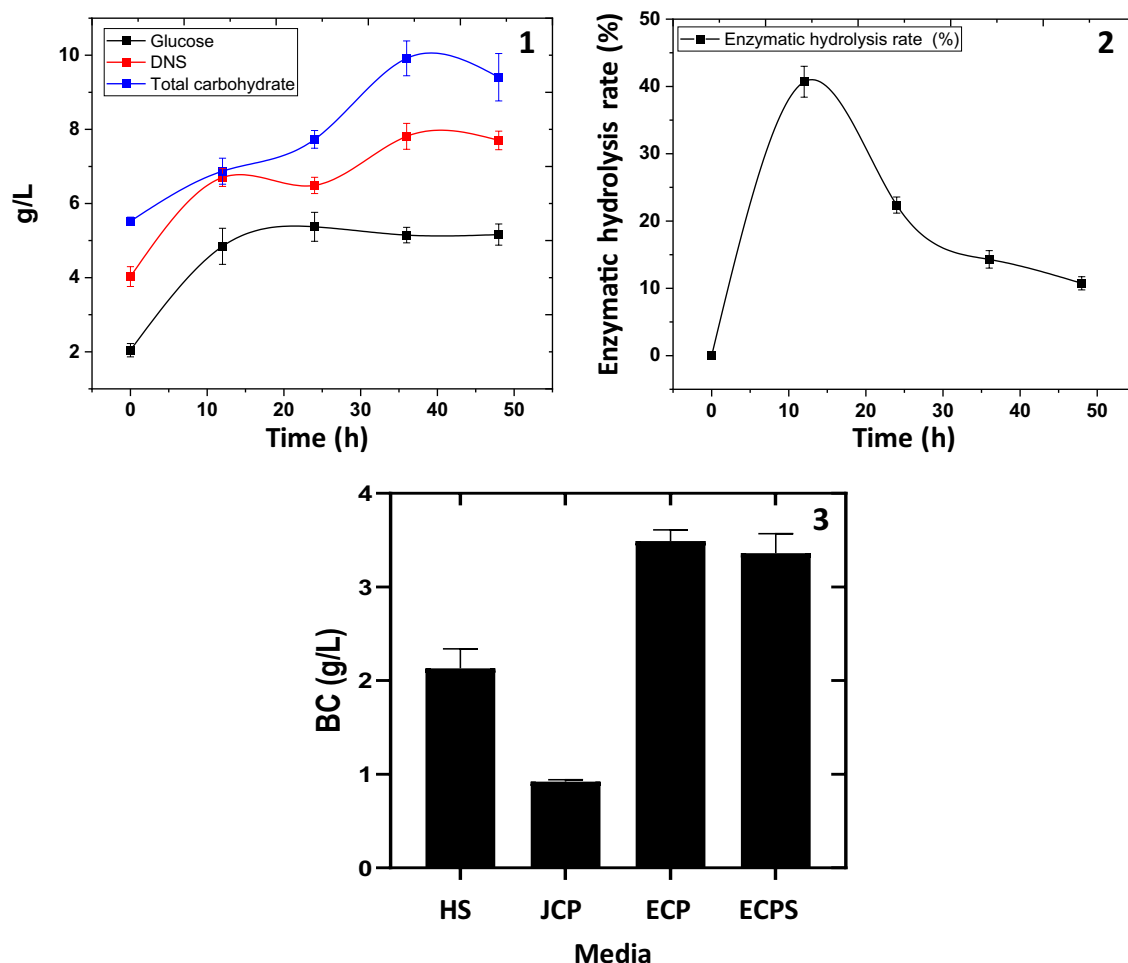 1
Glucose
DNS
Total carbohydrate
g/L
10
8
6
4
2
0 10 20 30 40 50
Time (h)
2
Enzymatic hydrolysis rate (%)
Enzymatic hydrolysis rate (%)
50
40
30
20
10
0
0 10 20 30 40 50
Time (h)
3
BC (g/L)
4
3
2
1
0
HS JCP ECP ECPS
Media